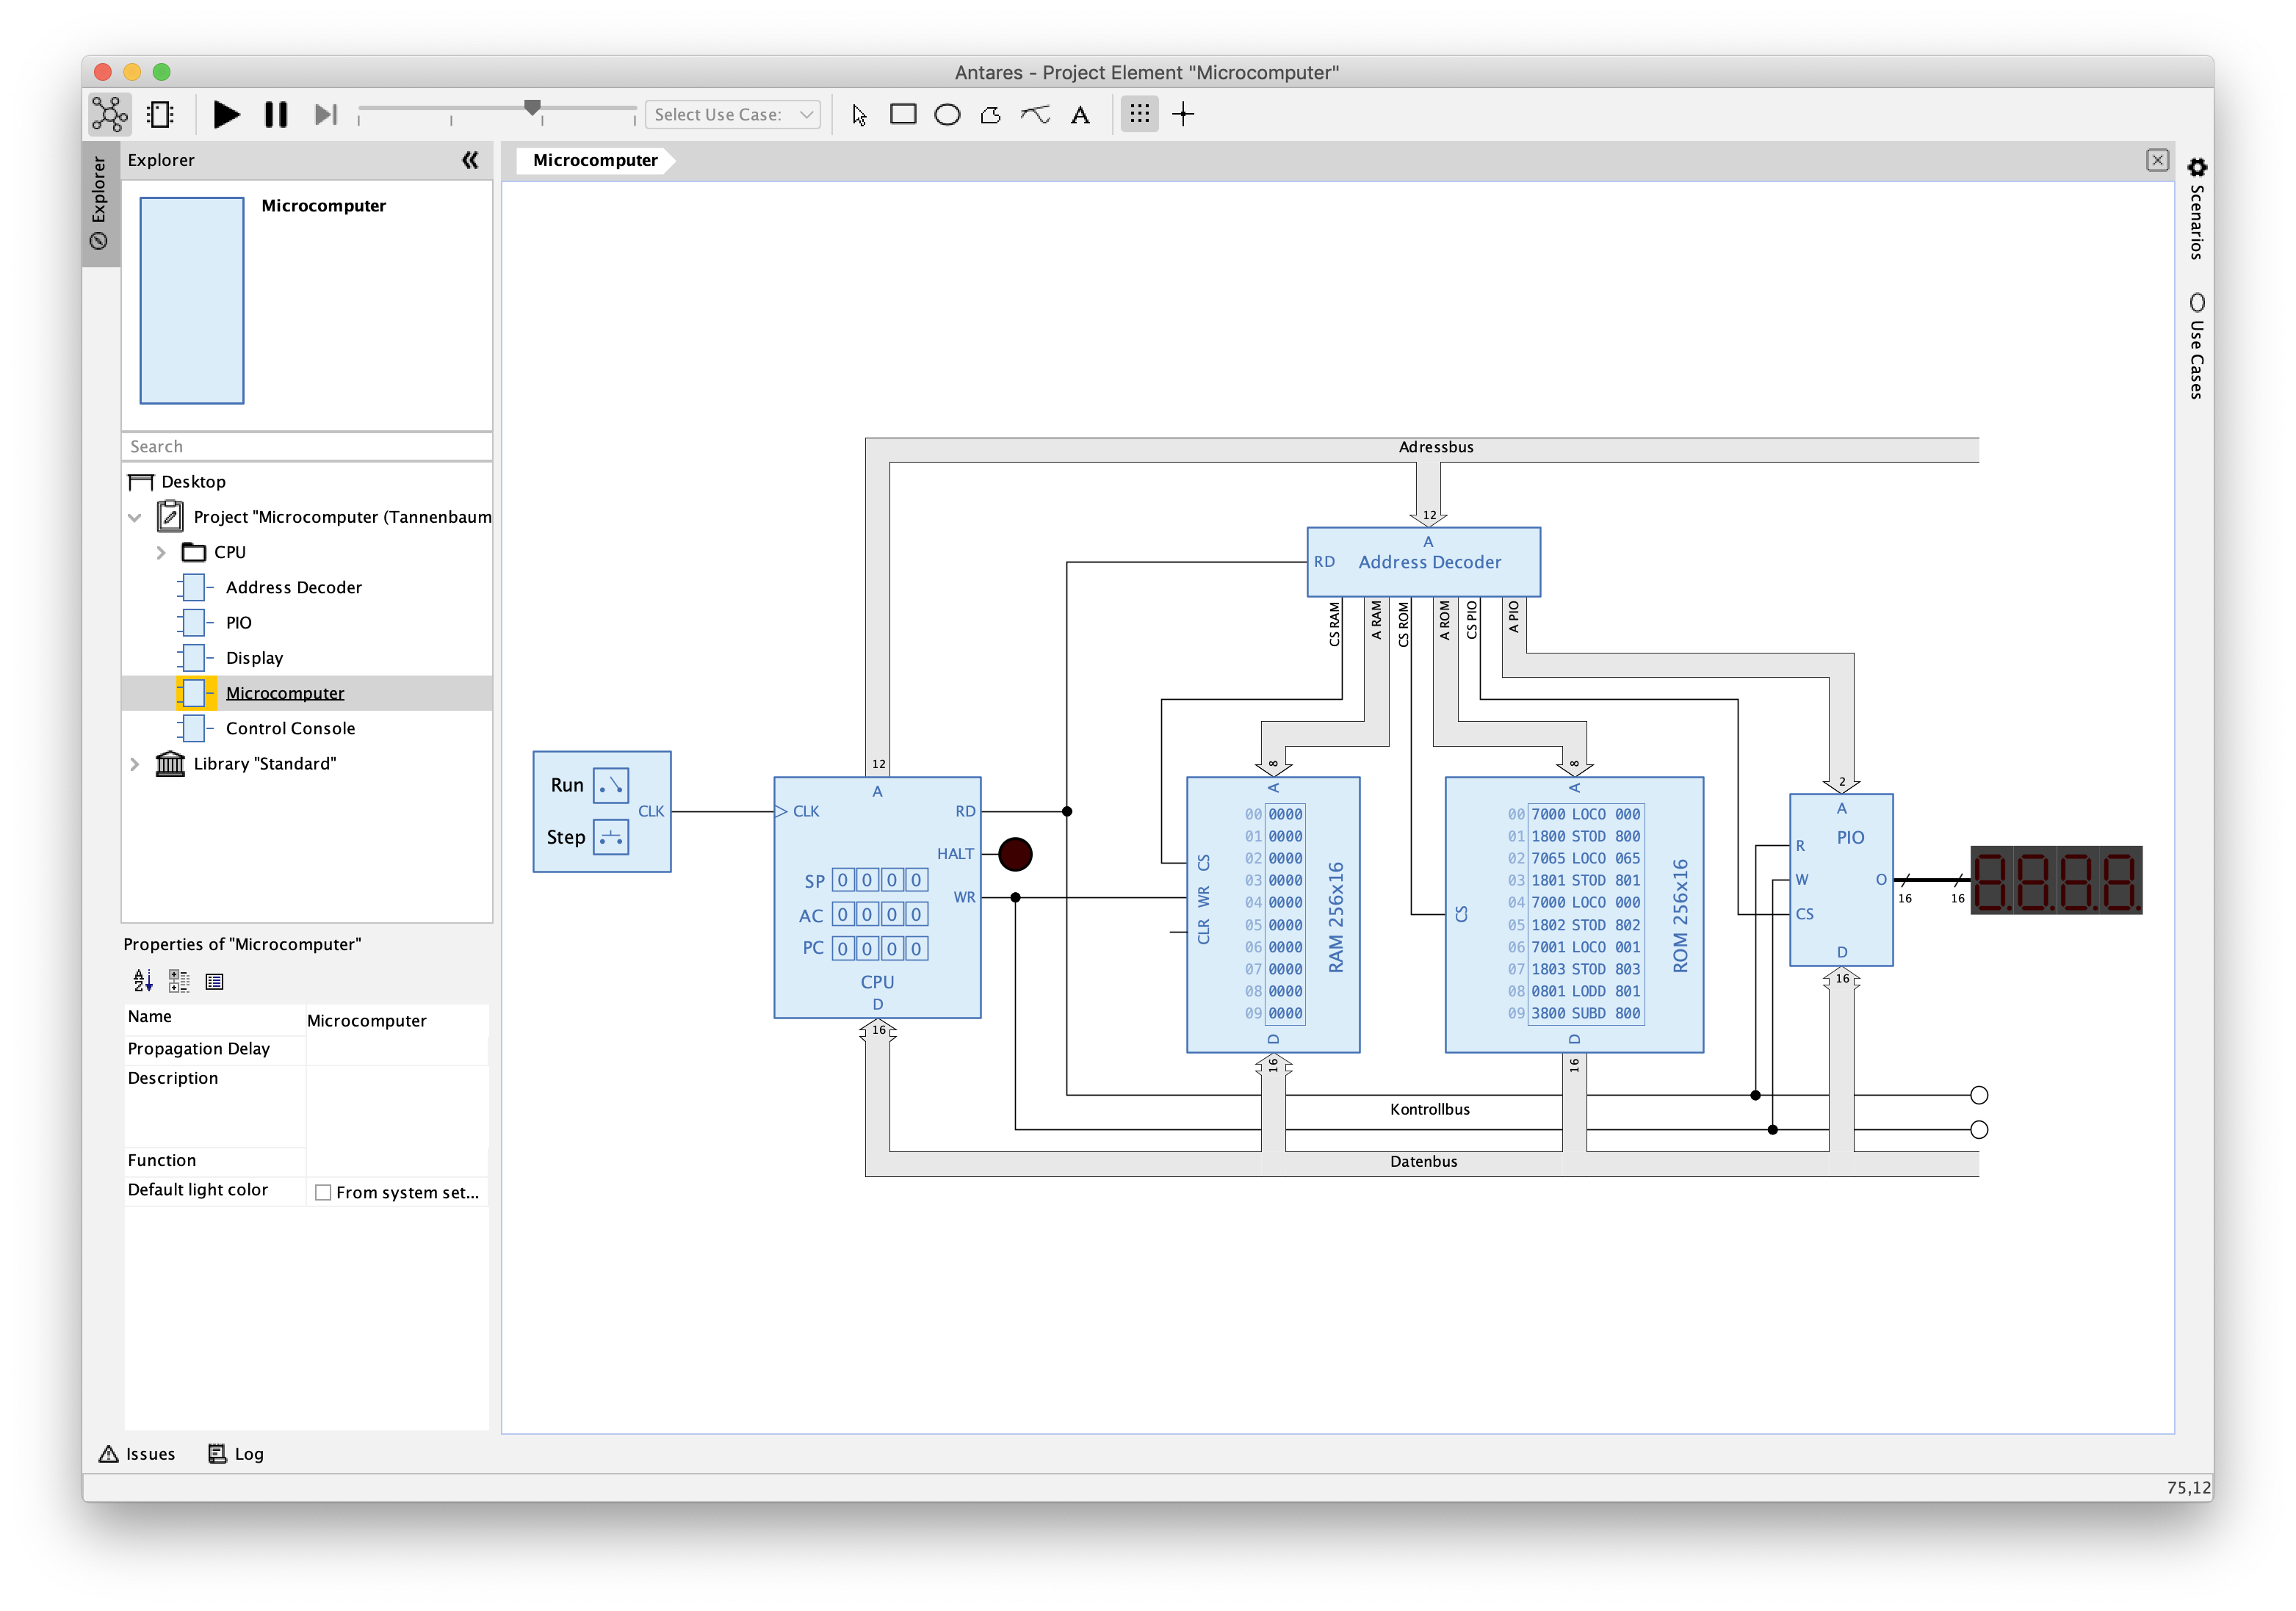 Antares - Project Element "Microcomputer"
Select Use Case:
A
Explorer
Explorer
Microcomputer
Search
Desktop
Project "Microcomputer (Tannenbaum
CPU
Address Decoder
PIO
Display
Microcomputer
Control Console
Library "Standard"
Properties of "Microcomputer"
A
Z
Name Microcomputer
Propagation Delay
Description
Function
Default light color From system set...
Issues Log
Microcomputer
Scenarios
Use Cases
Adressbus
12
A
RD Address Decoder
CS RAM
A RAM
CS ROM
A ROM
CS PIO
A PIO
Run
CLK
Step
12
A
CLK RD
HALT
SP 0 0 0 0
WR
AC 0 0 0 0
PC 0 0 0 0
CPU
D
16
8
A
CS
WR
CLR
00 0000
01 0000
02 0000
03 0000
04 0000
05 0000
06 0000
07 0000
08 0000
09 0000
RAM 256x16
D
16
8
A
CS
00 7000 LOCO 000
01 1800 STOD 800
02 7065 LOCO 065
03 1801 STOD 801
04 7000 LOCO 000
05 1802 STOD 802
06 7001 LOCO 001
07 1803 STOD 803
08 0801 LODD 801
09 3800 SUBD 800
ROM 256x16
D
16
2
A
PIO
R
W O
CS
D
16
16 16
8.8.8.8.
Kontrollbus
Datenbus
75,12